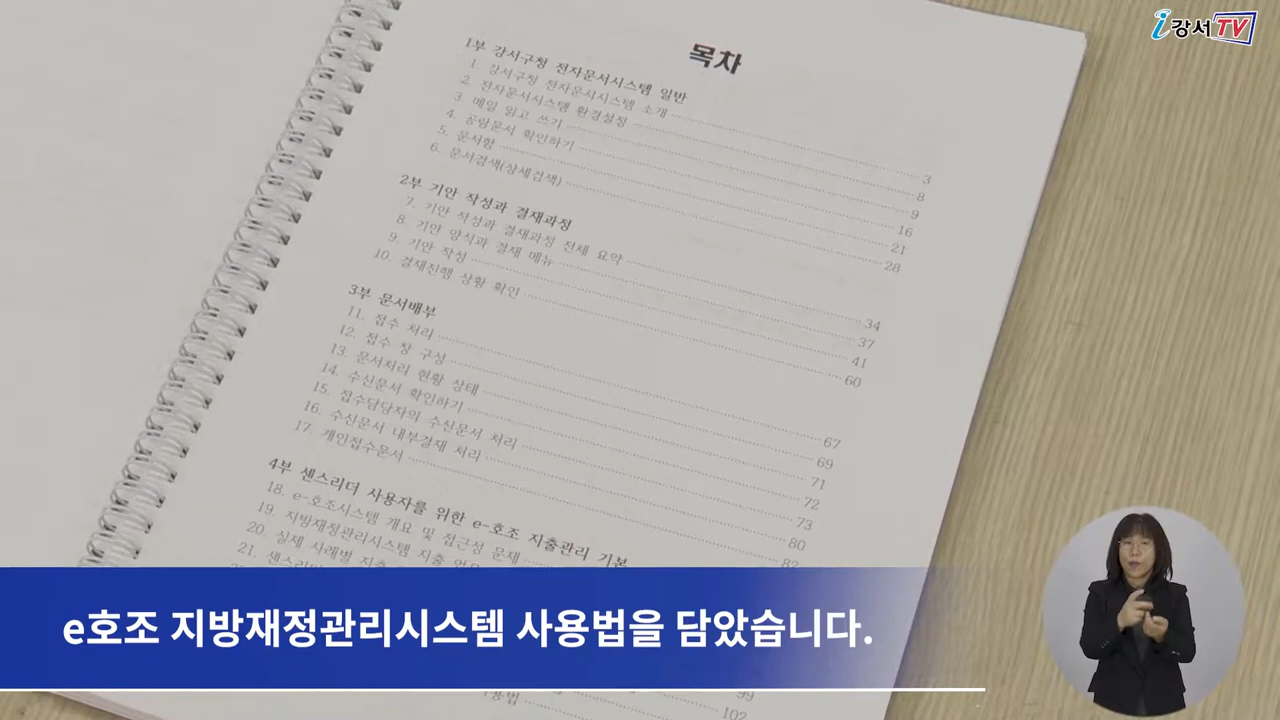 i강서TV
목차
1부 강서구청 전자문서시스템 일반
1. 강서구청 전자문서시스템 소개 3
2. 전자문서시스템 환경설정 8
3. 메일 읽고 쓰기 9
4. 공람문서 확인하기 16
5. 문서함 21
6. 문서검색(상세검색) 28
2부 기안 작성과 결재과정
7. 기안 작성과 결재과정 전체 요약 34
8. 기안 양식과 결재 메뉴 37
9. 기안 작성 41
10. 결재진행 상황 확인 60
3부 문서배부
11. 접수 처리 67
12. 접수 창 구성 69
13. 문서처리 현황 상태 71
14. 수신문서 확인하기 72
15. 접수담당자의 수신문서 처리 73
16. 수신문서 내부결재 처리 80
17. 개인접수문서 82
4부 센스리더 사용자를 위한 e-호조 지출관리 기본
18. e-호조시스템 개요 및 접근성 문제
19. 지방재정관리시스템 지출
20. 실제 사례별 지출
21. 센스리더
e호조 지방재정관리시스템 사용법을 담았습니다.
99
102